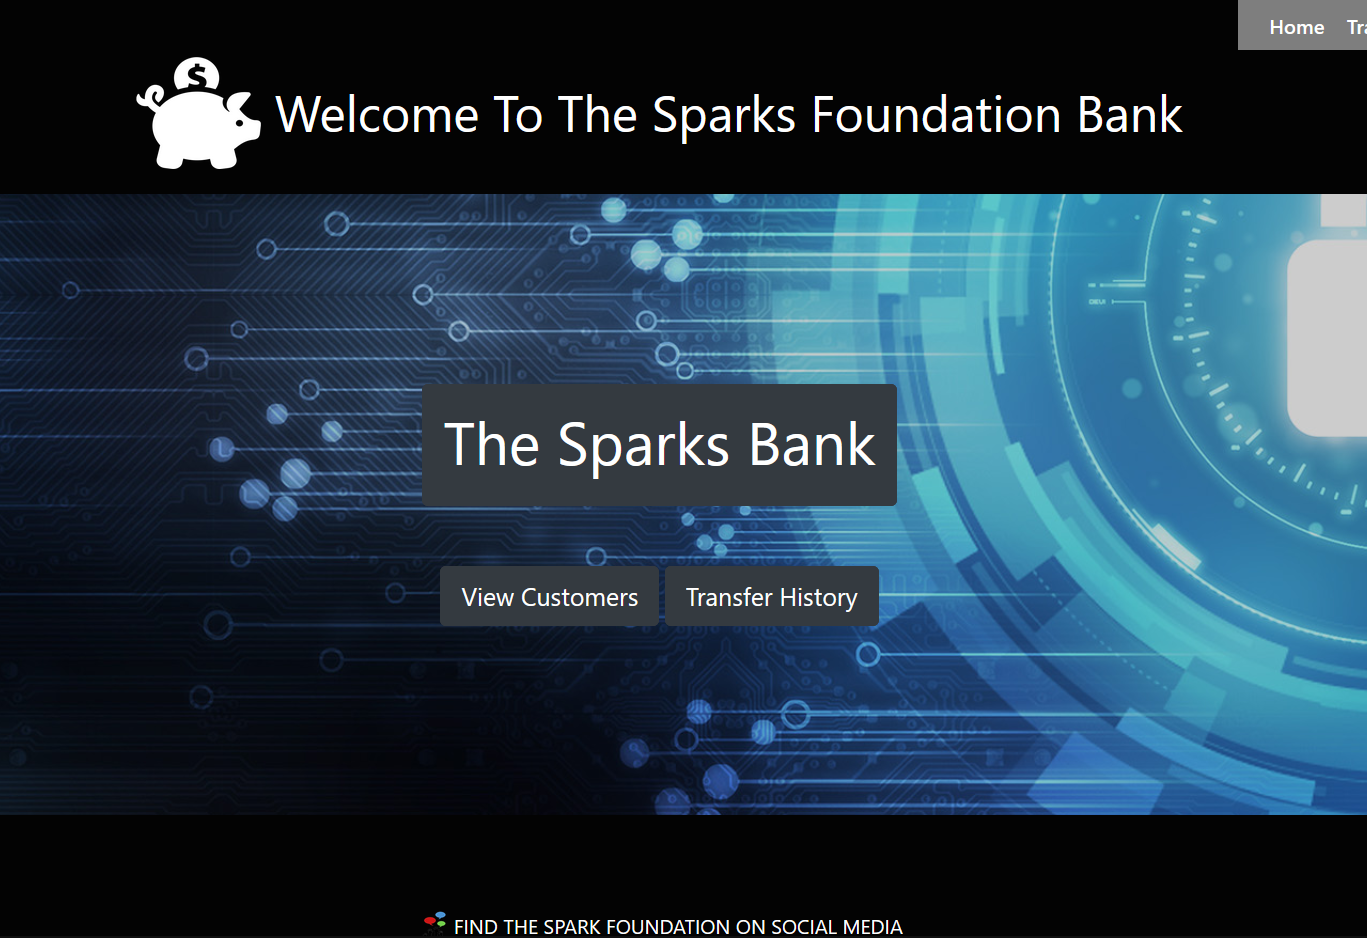 Home
$
Welcome To The Sparks Foundation Bank
The Sparks Bank
View Customers Transfer History
FIND THE SPARK FOUNDATION ON SOCIAL MEDIA